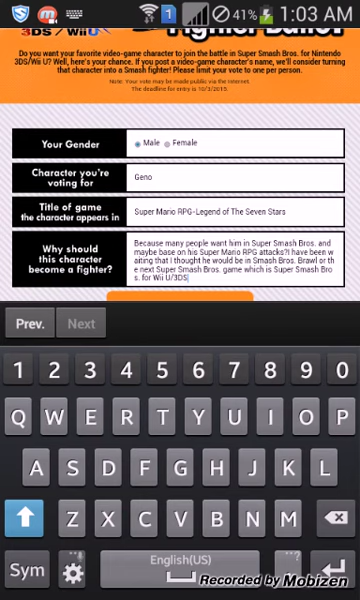 41% 1:03 AM
3DS / Wii U Fighter Ballot
Do you want your favorite video-game character to join the battle in Super Smash Bros. for Nintendo
3DS/Wii U? Well, here's your chance. If you post a video-game character's name, we'll consider turning
that character into a Smash fighter! Please limit your vote to one per person.
Note: Your vote may be made public via the internet.
The deadline for entry is 10/3/2015.
Your Gender Male Female
Character you're
voting for
Geno
Title of game
the character appears in
Super Mario RPG-Legend of The Seven Stars
Why should
this character
become a fighter?
Because many people want him in Super Smash Bros. and
maybe base on his Super Mario RPG attacks?I have been w
aiting that I thought he would be in Smash Bros. Brawl or th
e next Super Smash Bros. game which is Super Smash Bro
s. for Wii U/3DS
Prev. Next
1 2 3 4 5 6 7 8 9 0
Q W E R T Y U I O P
A S D F G H J K L
Z X C V B N M
Sym English(US)
Recorded by Mobizen